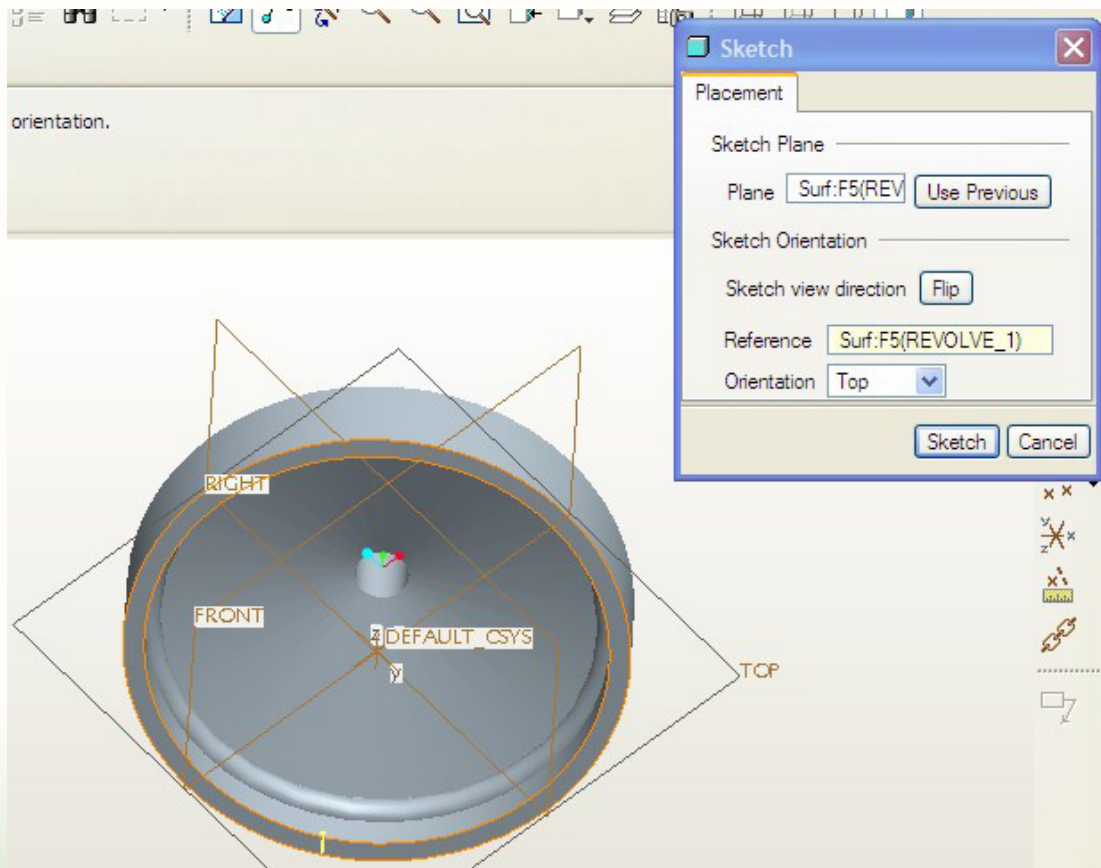 Sketch
Placement
orientation.
Sketch Plane
Plane Surf:F5(REV Use Previous
Sketch Orientation
Sketch view direction Flip
Reference Surf:F5(REVOLVE_1)
Orientation Top
Sketch Cancel
RIGHT
FRONT
z DEFAULT_CSYS
y
TOP